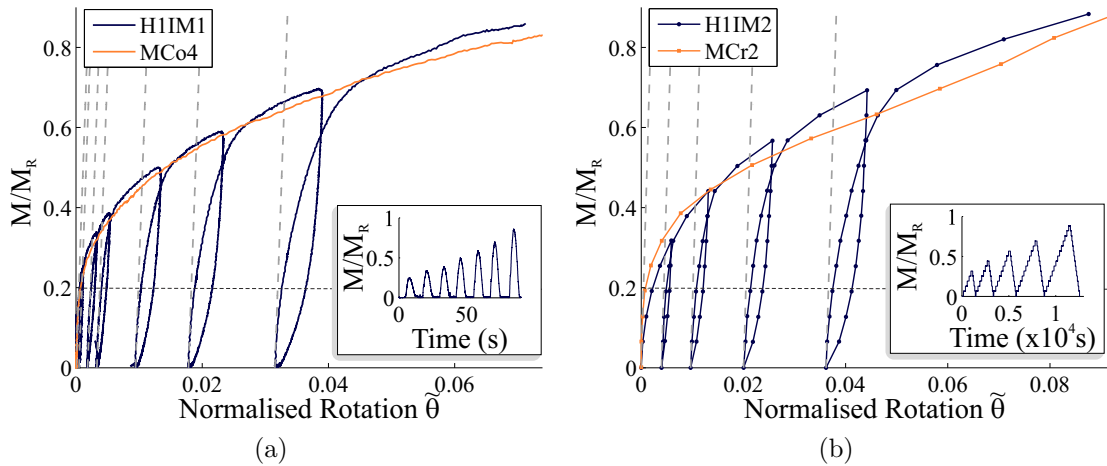 H1IM1
MCo4
M/M_R
0.8
0.6
0.4
0.2
0
0
0.02
0.04
0.06
Normalised Rotation θ̃
M/M_R
1
0.5
0
0
50
Time (s)
(a)
H1IM2
MCr2
M/M_R
0.8
0.6
0.4
0.2
0
0
0.02
0.04
0.06
0.08
Normalised Rotation θ̃
M/M_R
1
0.5
0
0
0.5
1
Time (x10⁴s)
(b)